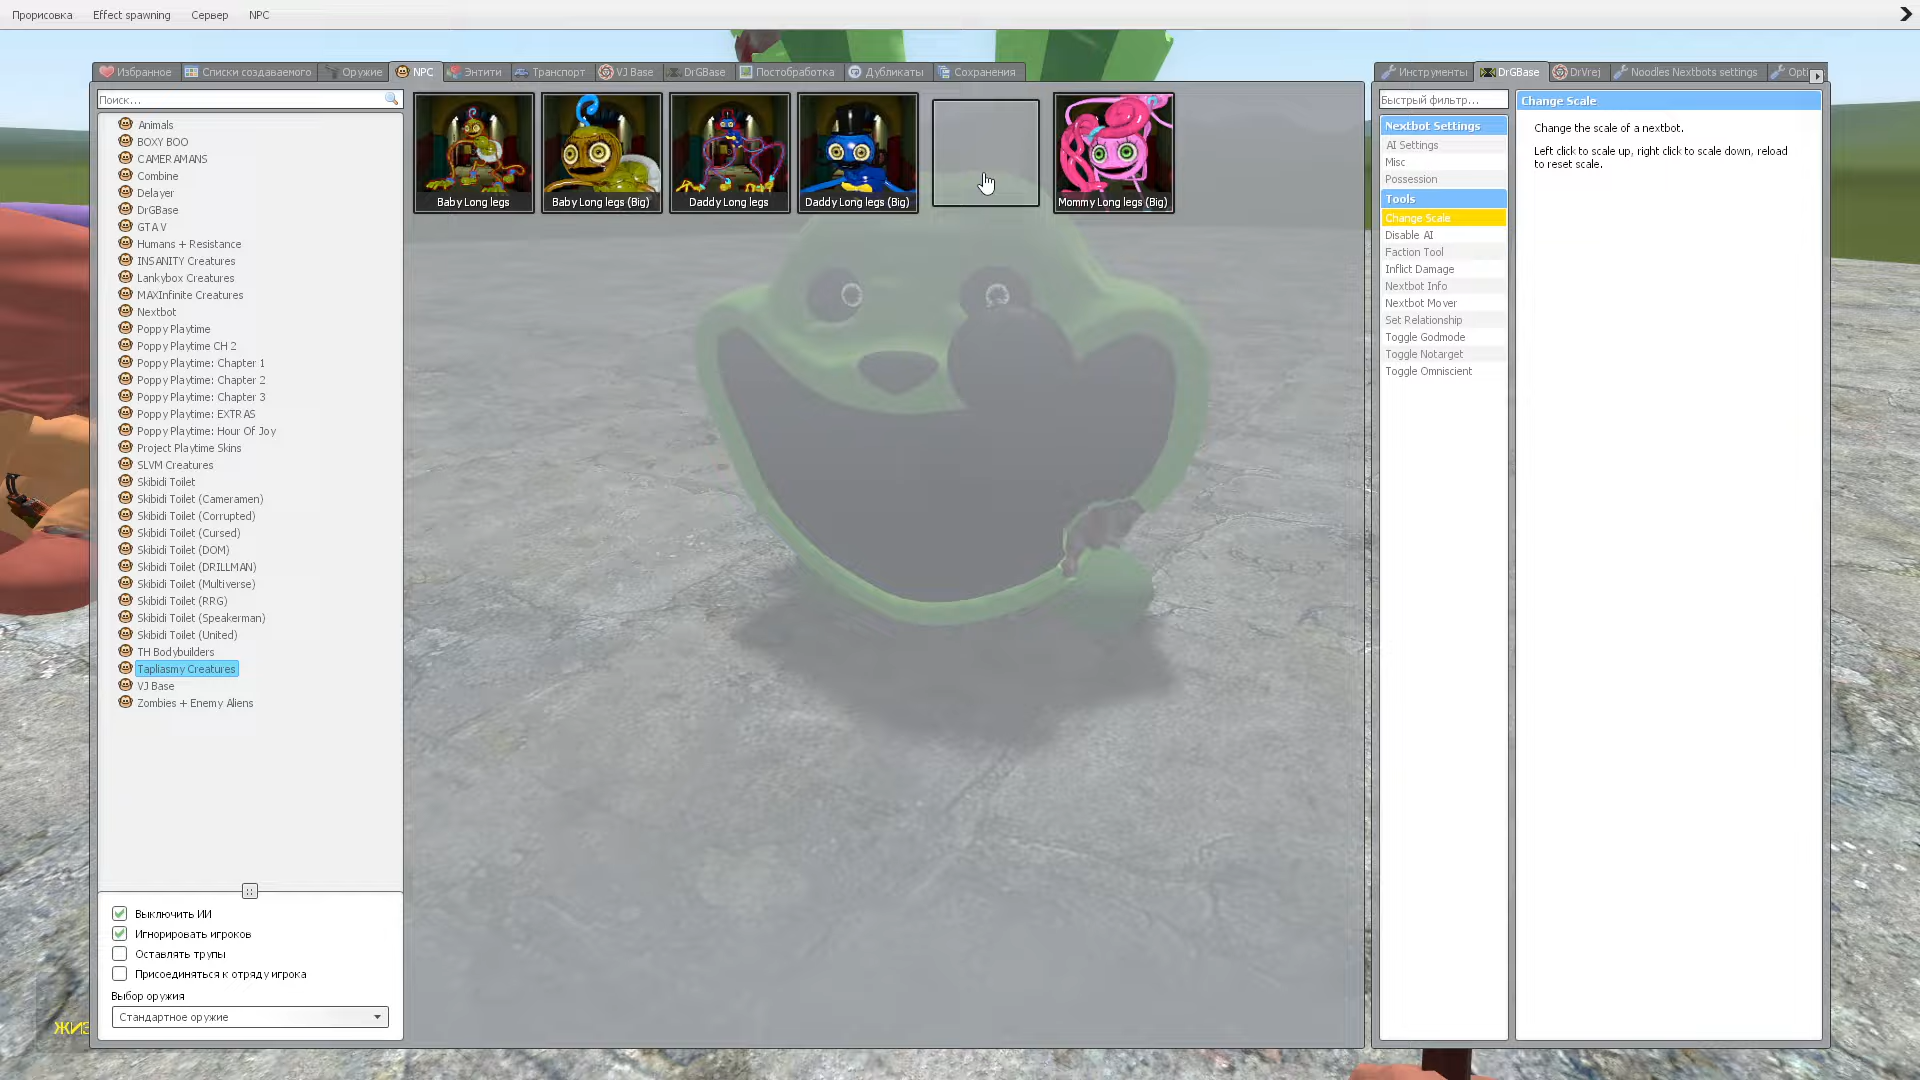 Прорисовка
Effect spawning
Сервер
NPC
Избранное
Списки создаваемого
Оружие
NPC
Энтити
Транспорт
VJ Base
DrGBase
Постобработка
Дубликаты
Сохранения
Инструменты
DrGBase
DrVrej
Noodles Nextbots settings
Поиск...
Animals
BOXY BOO
CAMERAMANS
Combine
Delayer
DrGBase
GTA V
Humans + Resistance
INSANITY Creatures
Lankybox Creatures
MAXInfinite Creatures
Nextbot
Poppy Playtime
Poppy Playtime CH 2
Poppy Playtime: Chapter 1
Poppy Playtime: Chapter 2
Poppy Playtime: Chapter 3
Poppy Playtime: EXTRAS
Poppy Playtime: Hour Of Joy
Project Playtime Skins
SLVM Creatures
Skibidi Toilet
Skibidi Toilet (Cameramen)
Skibidi Toilet (Corrupted)
Skibidi Toilet (Cursed)
Skibidi Toilet (DOM)
Skibidi Toilet (DRILLMAN)
Skibidi Toilet (Multiverse)
Skibidi Toilet (RRG)
Skibidi Toilet (Speakerman)
Skibidi Toilet (United)
TH Bodybuilders
Tapliasmy Creatures
VJ Base
Zombies + Enemy Aliens
Выключить ИИ
Игнорировать игроков
Оставлять трупы
Присоединяться к отряду игрока
Выбор оружия
Стандартное оружие
Baby Long legs
Baby Long legs (Big)
Daddy Long legs
Daddy Long legs (Big)
Mommy Long legs (Big)
Быстрый фильтр...
Nextbot Settings
AI Settings
Misc
Possession
Tools
Change Scale
Disable AI
Faction Tool
Inflict Damage
Nextbot Info
Nextbot Mover
Set Relationship
Toggle Godmode
Toggle Notarget
Toggle Omniscient
Change Scale
Change the scale of a nextbot.
Left click to scale up, right click to scale down, reload
to reset scale.